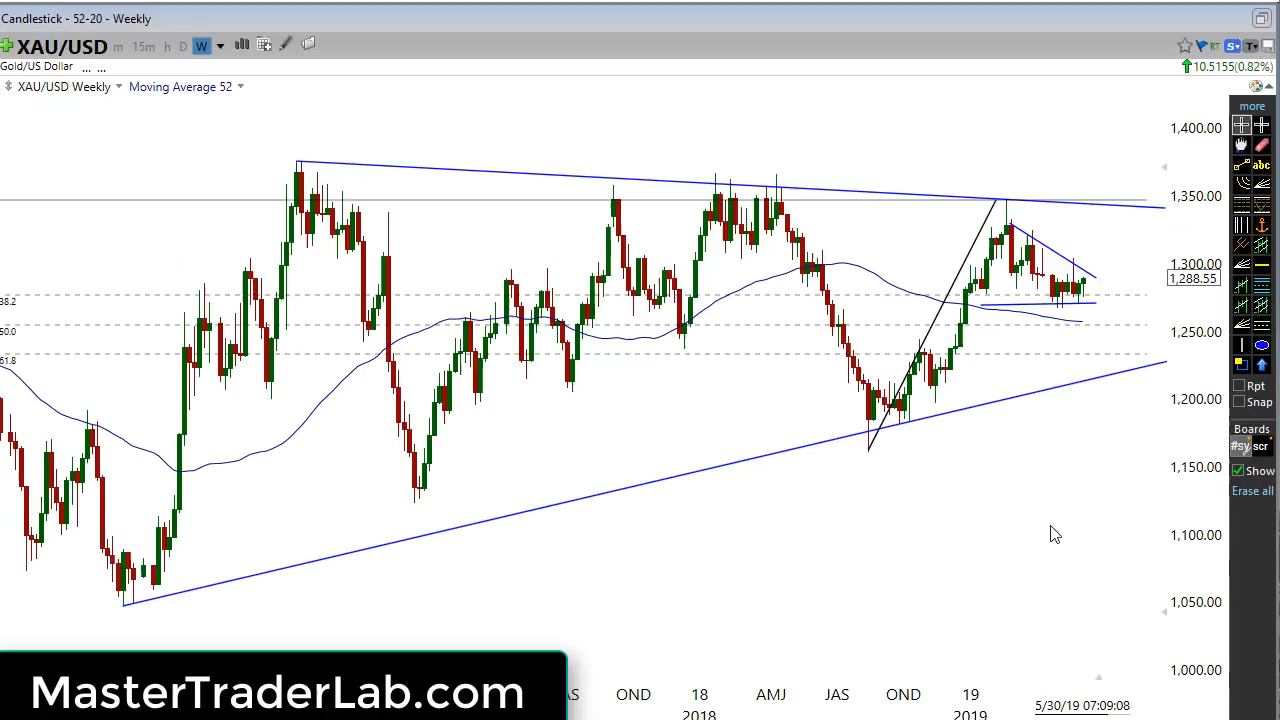 Candlestick - 52-20 - Weekly
XAU/USD m 15m h D W
RT S T
Gold/US Dollar ... ...
10.5155(0.82%)
XAU/USD Weekly Moving Average 52
more
1,400.00
abc
1,350.00
1,300.00
1,288.55
38.2
50.0
1,250.00
61.8
1,200.00
Rpt
Snap
Boards
#sy scr
1,150.00
Show
Erase all
1,100.00
1,050.00
1,000.00
MasterTraderLab.com
AS OND 18 AMJ JAS OND 19
2018 2019
5/30/19 07:09:08